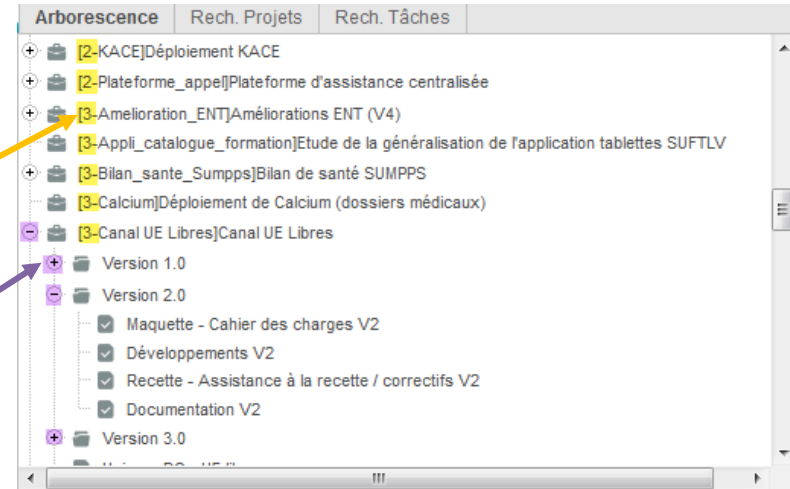 Arborescence Rech. Projets Rech. Tâches
[2-KACE]Déploiement KACE
[2-Plateforme_appel]Plateforme d'assistance centralisée
[3-Amelioration_ENT]Améliorations ENT (V4)
[3-Appli_catalogue_formation]Etude de la généralisation de l'application tablettes SUFTLV
[3-Bilan_sante_Sumpps]Bilan de santé SUMPPS
[3-Calcium]Déploiement de Calcium (dossiers médicaux)
[3-Canal UE Libres]Canal UE Libres
Version 1.0
Version 2.0
Maquette - Cahier des charges V2
Développements V2
Recette - Assistance à la recette / correctifs V2
Documentation V2
Version 3.0